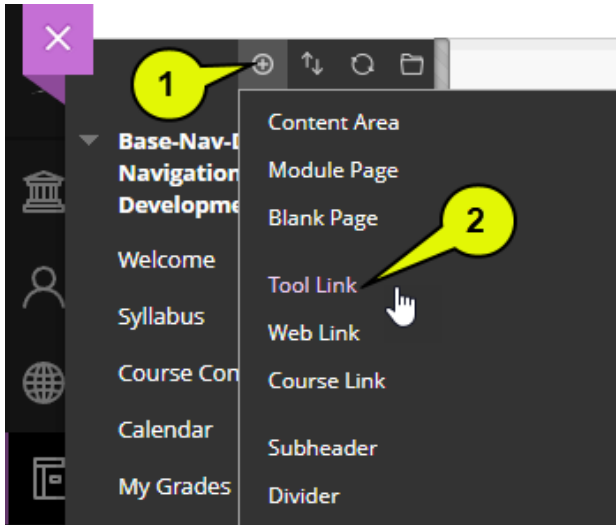 1
Content Area
Base-Nav-D
Navigation
Developme
Module Page
Blank Page
2
Welcome
Tool Link
Syllabus
Web Link
Course Con
Course Link
Calendar
Subheader
My Grades
Divider